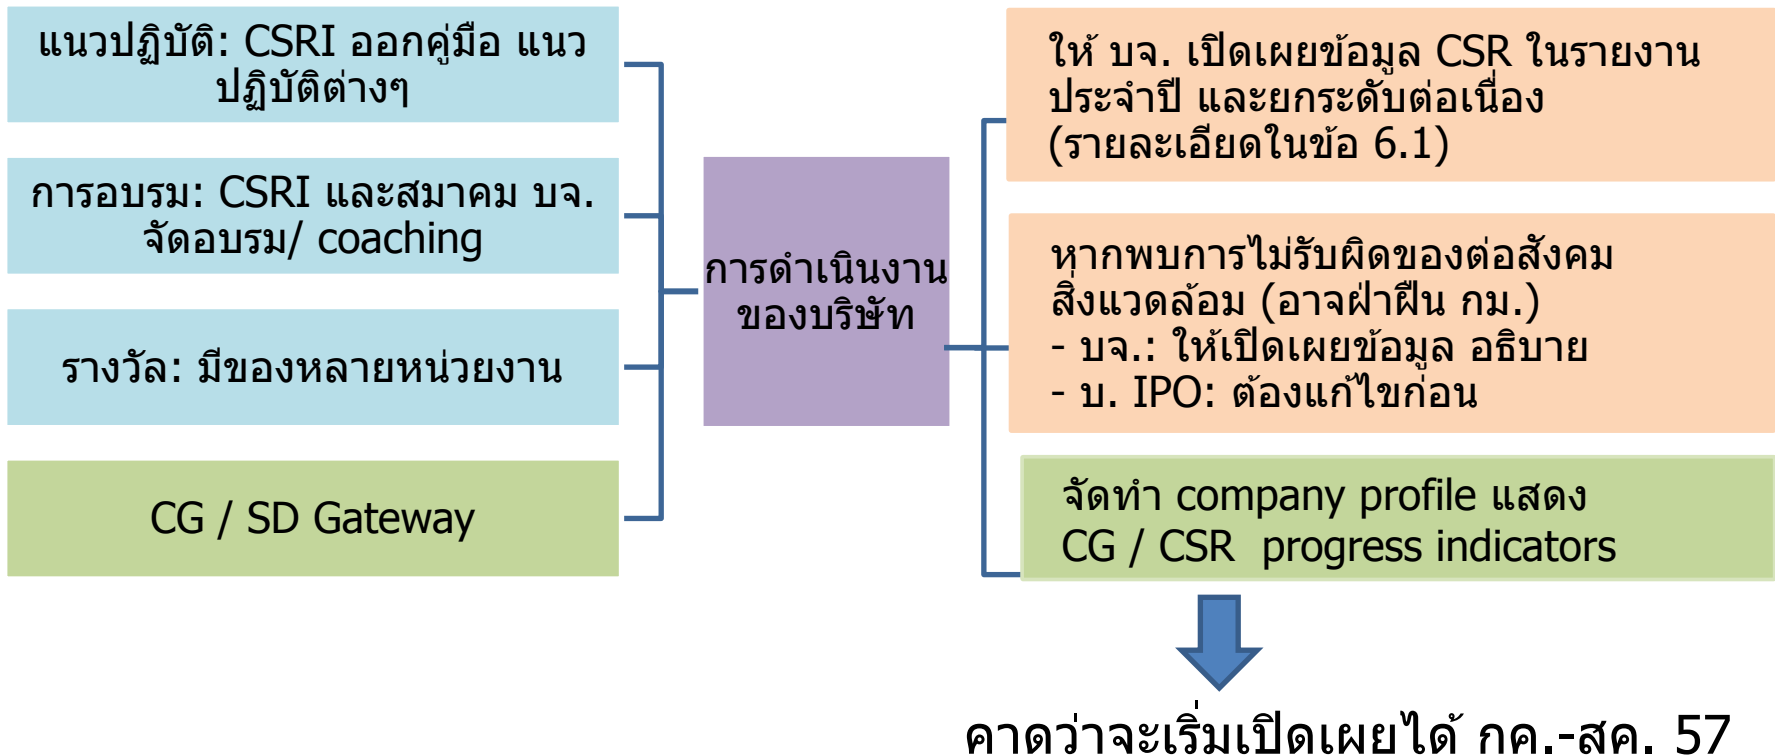 แนวปฏิบัติ: CSRI ออกคู่มือ แนว
ปฏิบัติต่างๆ
การอบรม: CSRI และสมาคม บจ.
จัดอบรม/ coaching
รางวัล: มีของหลายหน่วยงาน
CG / SD Gateway
การดำเนินงาน
ของบริษัท
ให้ บจ. เปิดเผยข้อมูล CSR ในรายงาน
ประจำปี และยกระดับต่อเนื่อง
(รายละเอียดในข้อ 6.1)
หากพบการไม่รับผิดของต่อสังคม
สิ่งแวดล้อม (อาจฝ่าฝืน กม.)
- บจ.: ให้เปิดเผยข้อมูล อธิบาย
- บ. IPO: ต้องแก้ไขก่อน
จัดทำ company profile แสดง
CG / CSR  progress indicators
คาดว่าจะเริ่มเปิดเผยได้ กค.-สค. 57